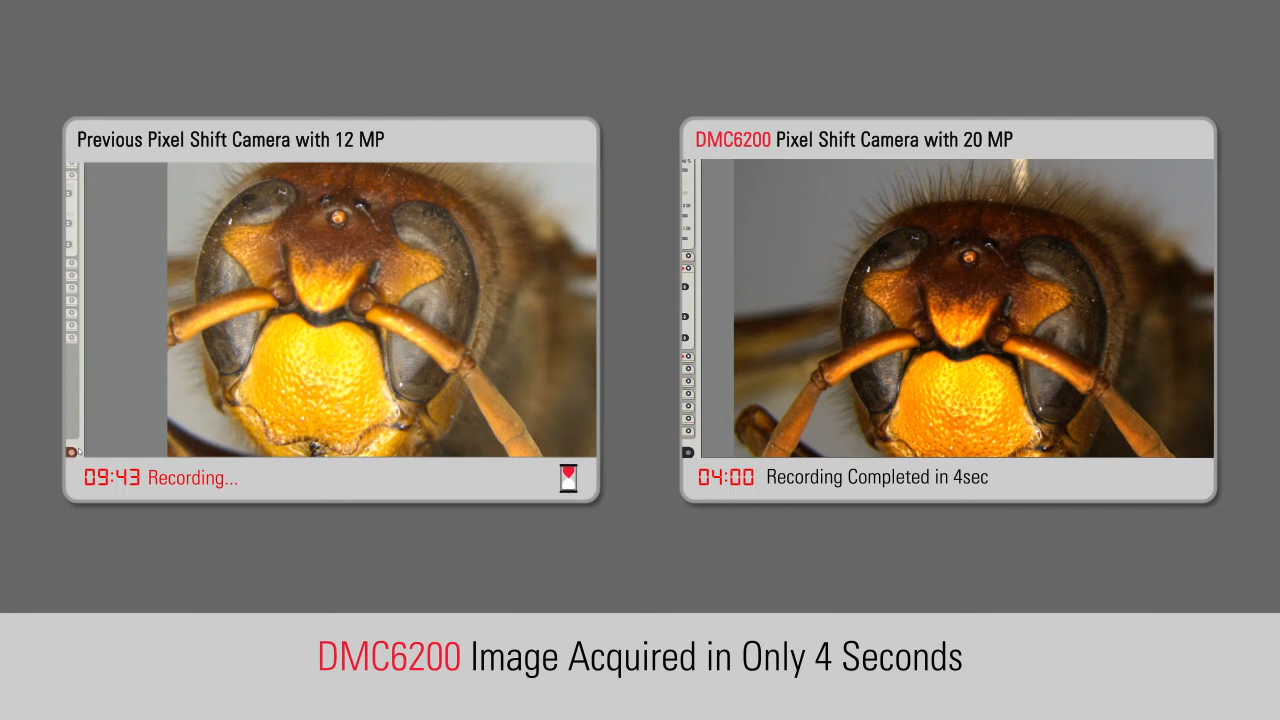 Previous Pixel Shift Camera with 12 MP
DMC6200 Pixel Shift Camera with 20 MP
09:43 Recording...
04:00 Recording Completed in 4sec
DMC6200 Image Acquired in Only 4 Seconds